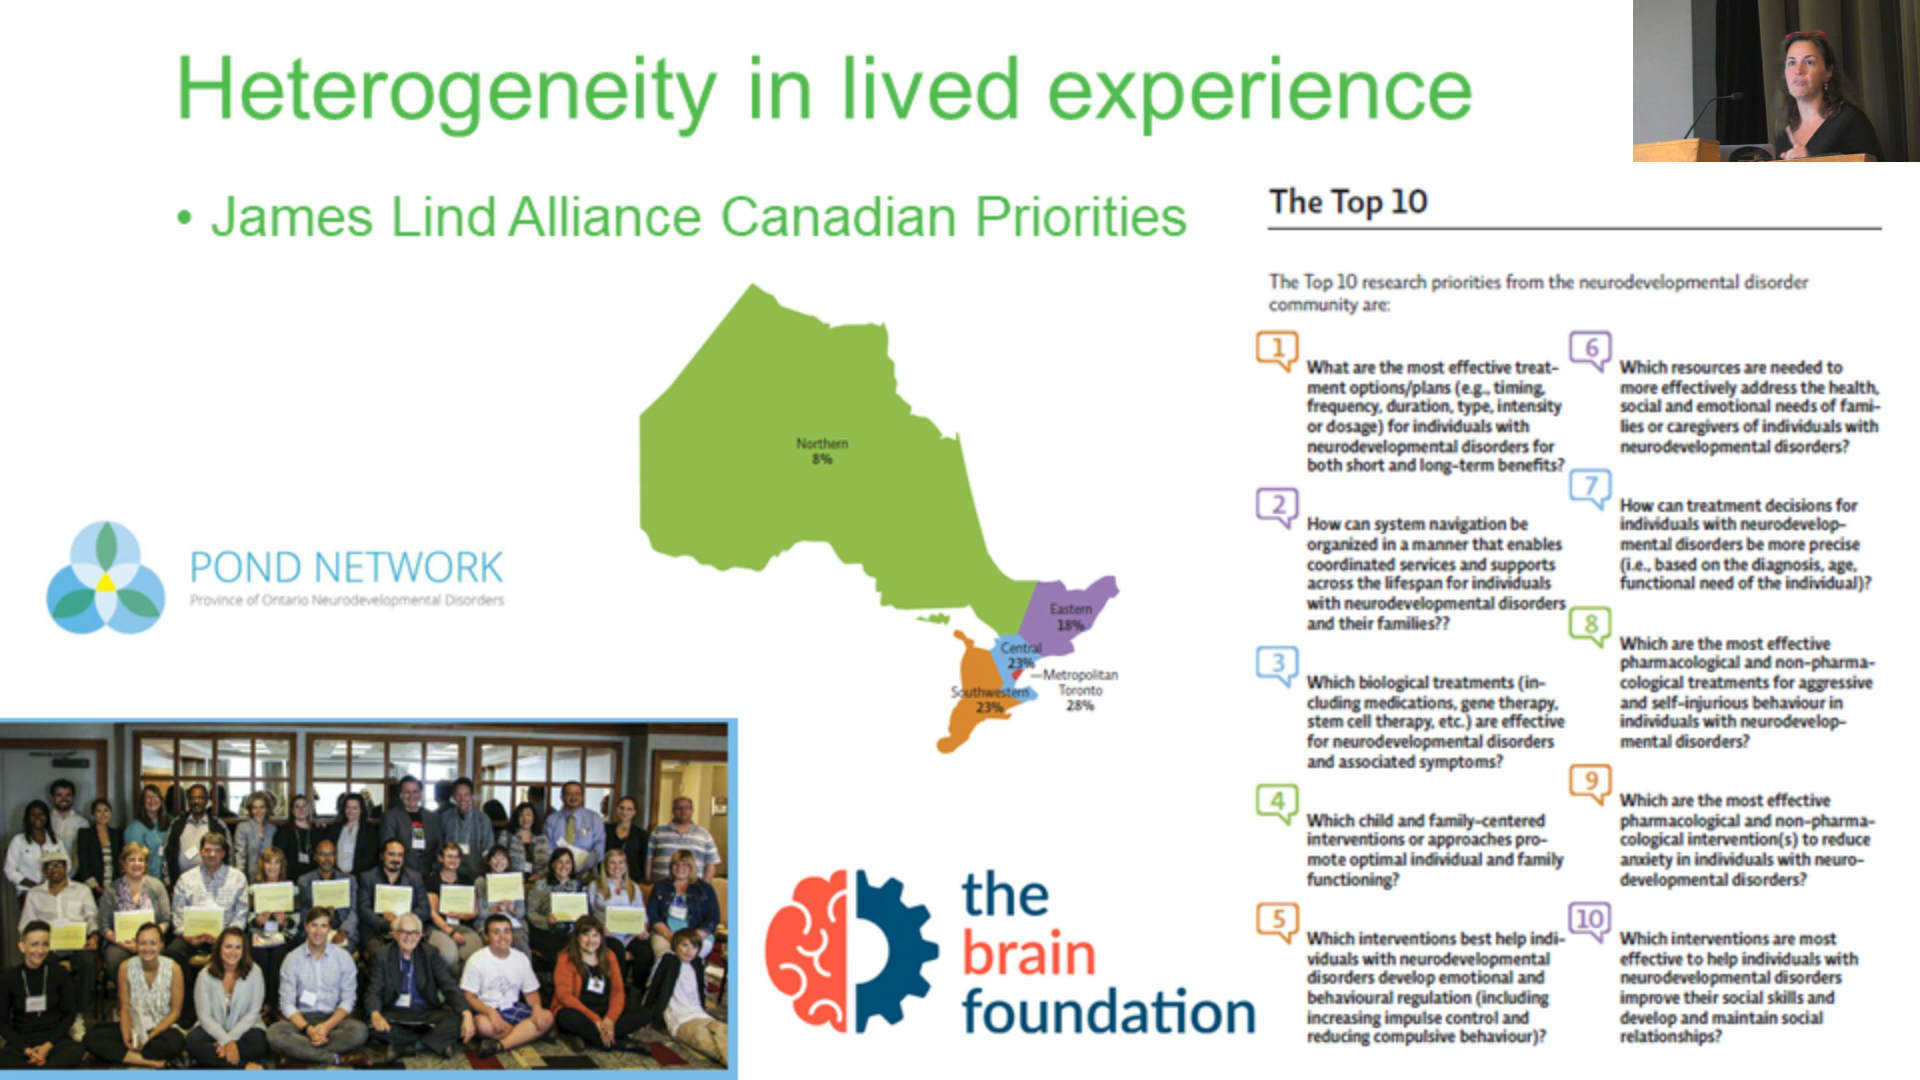 Heterogeneity in lived experience
• James Lind Alliance Canadian Priorities
The Top 10
The Top 10 research priorities from the neurodevelopmental disorder
community are:
1
What are the most effective treat-
ment options/plans (e.g., timing,
frequency, duration, type, intensity
or dosage) for individuals with
neurodevelopmental disorders for
both short and long-term benefits?
2
How can system navigation be
organized in a manner that enables
coordinated services and supports
across the lifespan for individuals
with neurodevelopmental disorders
and their families??
3
Which biological treatments (in-
cluding medications, gene therapy,
stem cell therapy, etc.) are effective
for neurodevelopmental disorders
and associated symptoms?
4
Which child and family-centered
interventions or approaches pro-
mote optimal individual and family
functioning?
5
Which interventions best help indi-
viduals with neurodevelopmental
disorders develop emotional and
behavioural regulation (including
increasing impulse control and
reducing compulsive behaviour)?
6
Which resources are needed to
more effectively address the health,
social and emotional needs of fami-
lies or caregivers of individuals with
neurodevelopmental disorders?
7
How can treatment decisions for
individuals with neurodevelop-
mental disorders be more precise
(i.e., based on the diagnosis, age,
functional need of the individual)?
8
Which are the most effective
pharmacological and non-pharma-
cological treatments for aggressive
and self-injurious behaviour in
individuals with neurodevelop-
mental disorders?
9
Which are the most effective
pharmacological and non-pharma-
cological intervention(s) to reduce
anxiety in individuals with neuro-
developmental disorders?
10
Which interventions are most
effective to help individuals with
neurodevelopmental disorders
improve their social skills and
develop and maintain social
relationships?
Northern
8%
Eastern
18%
Central
23%
Metropolitan
Toronto
28%
Southwestern
23%
POND NETWORK
Province of Ontario Neurodevelopmental Disorders
the
brain
foundation